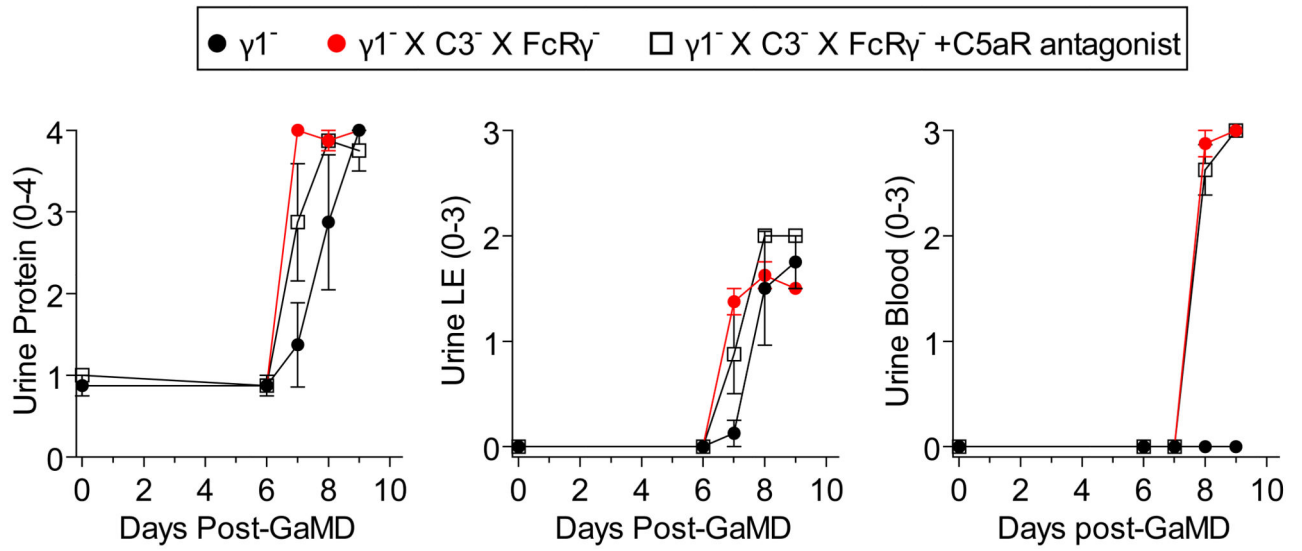 γ1⁻ γ1⁻ X C3⁻ X FcRγ⁻ γ1⁻ X C3⁻ X FcRγ⁻ +C5aR antagonist
Urine Protein (0-4)
4
3
2
1
0
0 2 4 6 8 10
Days Post-GaMD
Urine LE (0-3)
3
2
1
0
0 2 4 6 8 10
Days Post-GaMD
Urine Blood (0-3)
3
2
1
0
0 2 4 6 8 10
Days post-GaMD